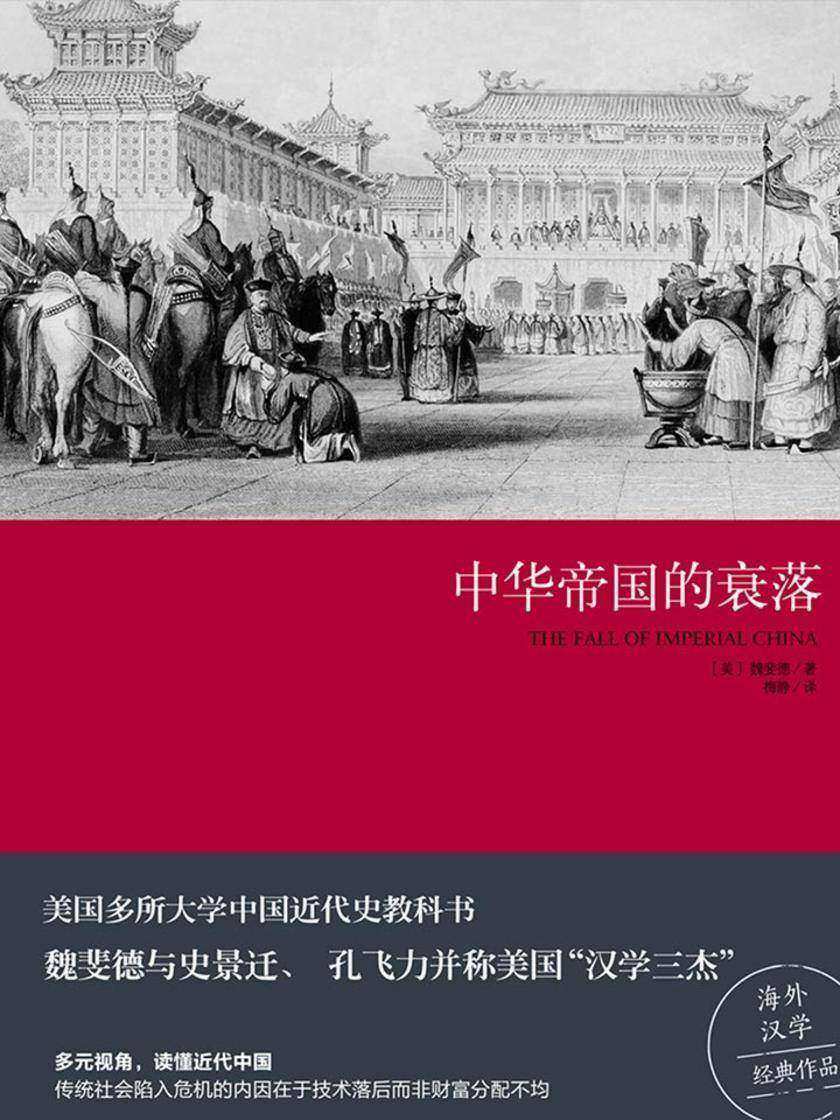 中华帝国的衰落
THE FALL OF IMPERIAL CHINA
［美］魏斐德／著
梅静／译
美国多所大学中国近代史教科书
魏斐德与史景迁、 孔飞力并称美国“汉学三杰”
海外
汉学
经典作品
多元视角，读懂近代中国
传统社会陷入危机的内因在于技术落后而非财富分配不均